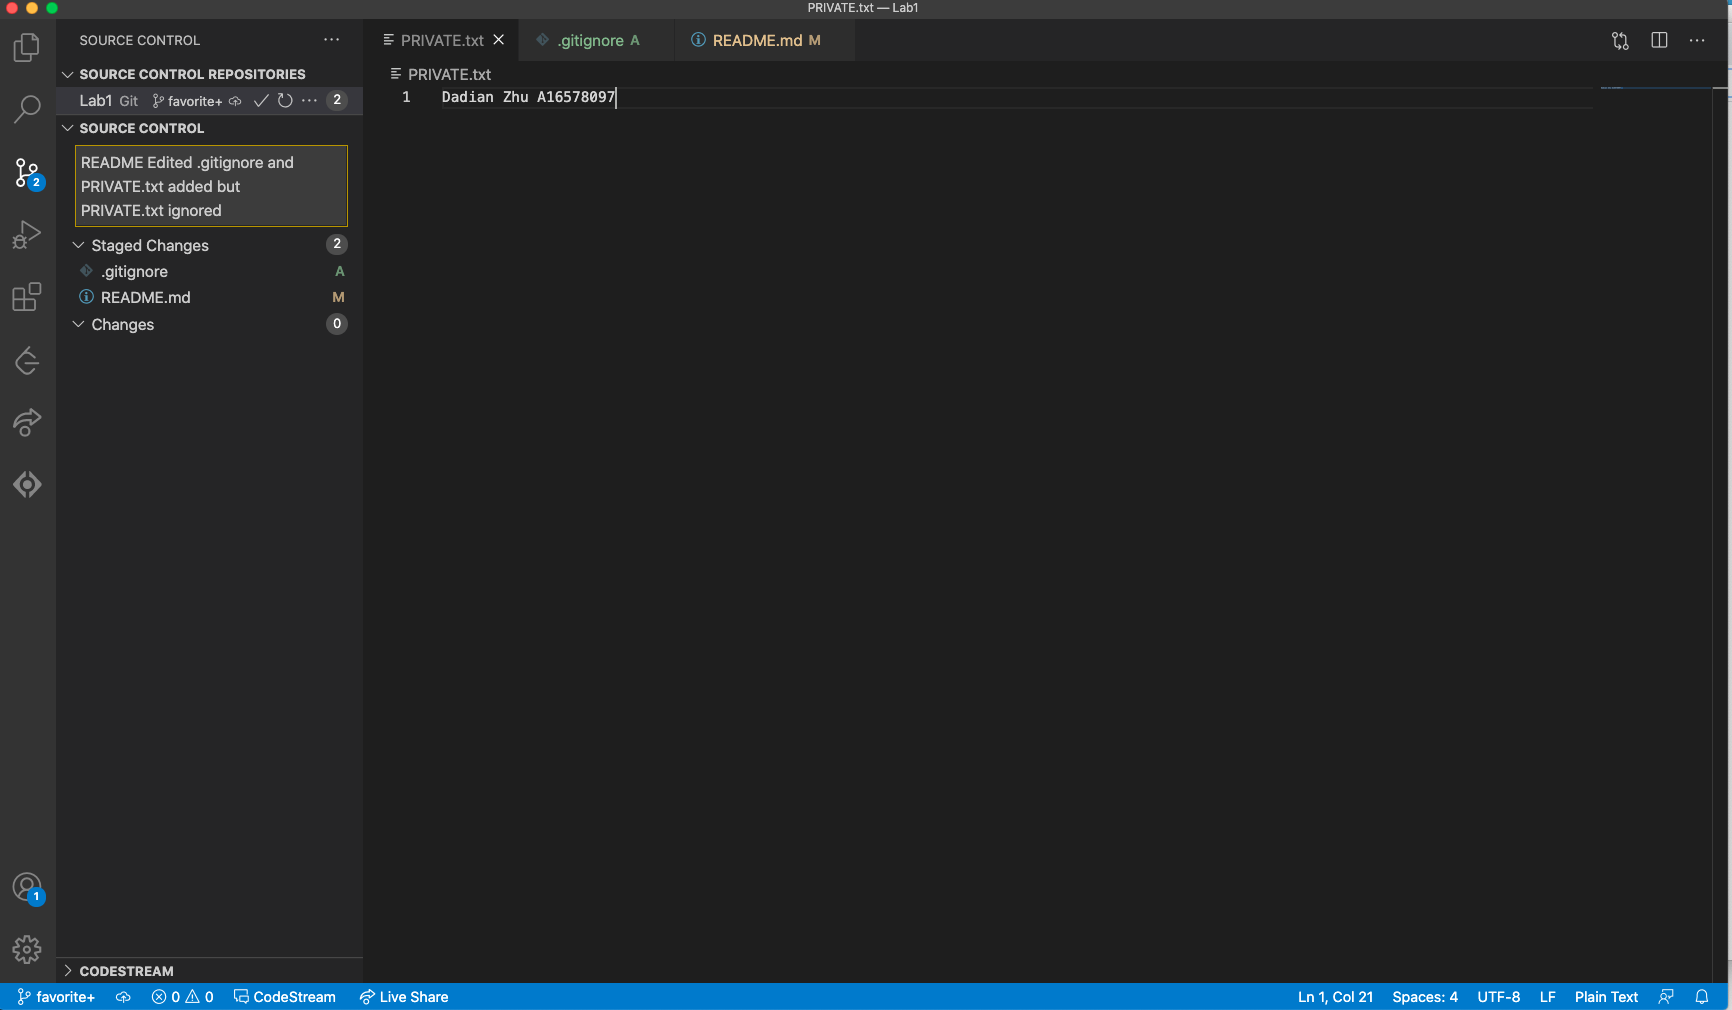 PRIVATE.txt — Lab1
SOURCE CONTROL
SOURCE CONTROL REPOSITORIES
Lab1 Git favorite+ 2
SOURCE CONTROL
README Edited .gitignore and
PRIVATE.txt added but
PRIVATE.txt ignored
Staged Changes 2
.gitignore A
README.md M
Changes 0
2
1
CODESTREAM
PRIVATE.txt
.gitignore A
README.md M
PRIVATE.txt
1 Dadian Zhu A16578097
favorite+ 0 0 CodeStream Live Share Ln 1, Col 21 Spaces: 4 UTF-8 LF Plain Text